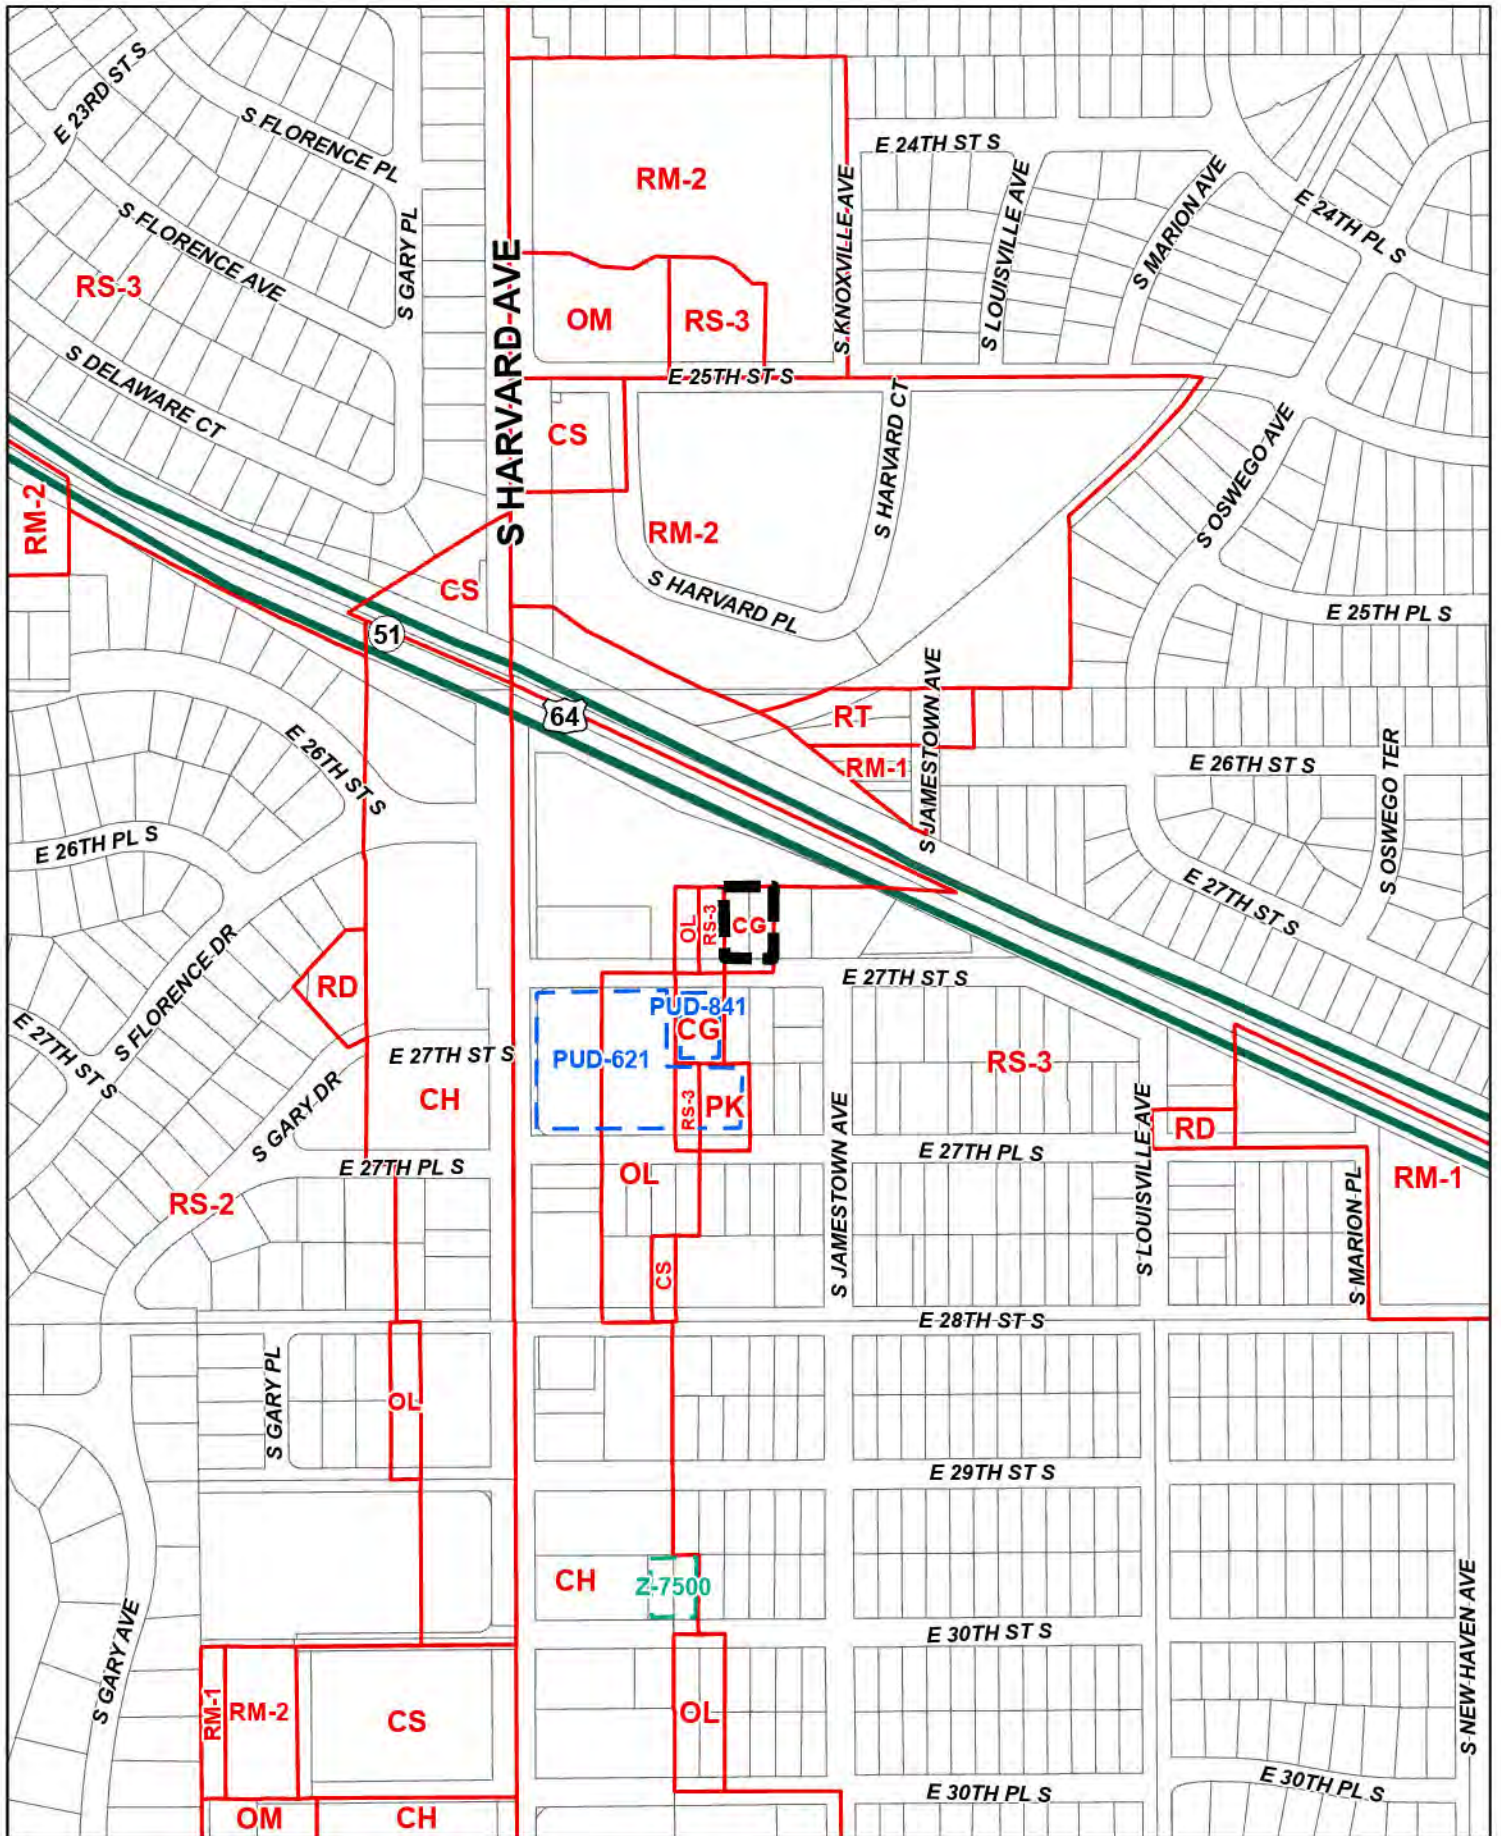 E 23RD ST S
S FLORENCE PL
RM-2
E 24TH ST S
S KNOXVILLE AVE
S LOUISVILLE AVE
S MARION AVE
E 24TH PL S
S FLORENCE AVE
S GARY PL
RS-3
S HARVARD AVE
OM
RS-3
S DELAWARE CT
E 25TH ST S
CS
S HARVARD CT
S OSWEGO AVE
RM-2
RM-2
CS
S HARVARD PL
E 25TH PL S
51
64
RT
S JAMESTOWN AVE
RM-1
E 26TH ST S
E 26TH ST S
S OSWEGO TER
E 26TH PL S
E 27TH ST S
OL
RS-3
CG
S FLORENCE DR
RD
E 27TH ST S
PUD-841
CG
E 27TH ST S
E 27TH ST S
PUD-621
RS-3
CH
RS-3
PK
S GARY DR
S JAMESTOWN AVE
S LOUISVILLE AVE
RD
E 27TH PL S
E 27TH PL S
OL
RM-1
RS-2
S MARION PL
CS
E 28TH ST S
S GARY PL
OL
E 29TH ST S
CH
Z-7500
E 30TH ST S
S GARY AVE
S NEW HAVEN AVE
RM-1
RM-2
CS
OL
E 30TH PL S
E 30TH PL S
OM
CH